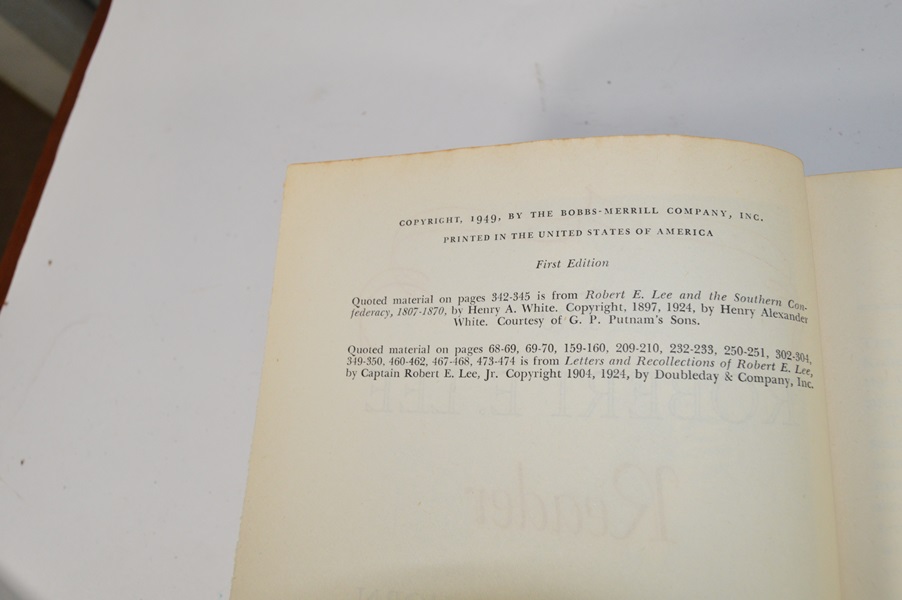 COPYRIGHT, 1949, BY THE BOBBS-MERRILL COMPANY, INC.
PRINTED IN THE UNITED STATES OF AMERICA
First Edition
Quoted material on pages 342-345 is from Robert E. Lee and the Southern Con-
federacy, 1807-1870, by Henry A. White. Copyright, 1897, 1924, by Henry Alexander
White. Courtesy of G. P. Putnam's Sons.
Quoted material on pages 68-69, 69-70, 159-160, 209-210, 232-233, 250-251, 302-304,
349-350, 460-462, 467-468, 473-474 is from Letters and Recollections of Robert E. Lee,
by Captain Robert E. Lee, Jr. Copyright 1904, 1924, by Doubleday & Company, Inc.
ROBERT E. LEE
Reader